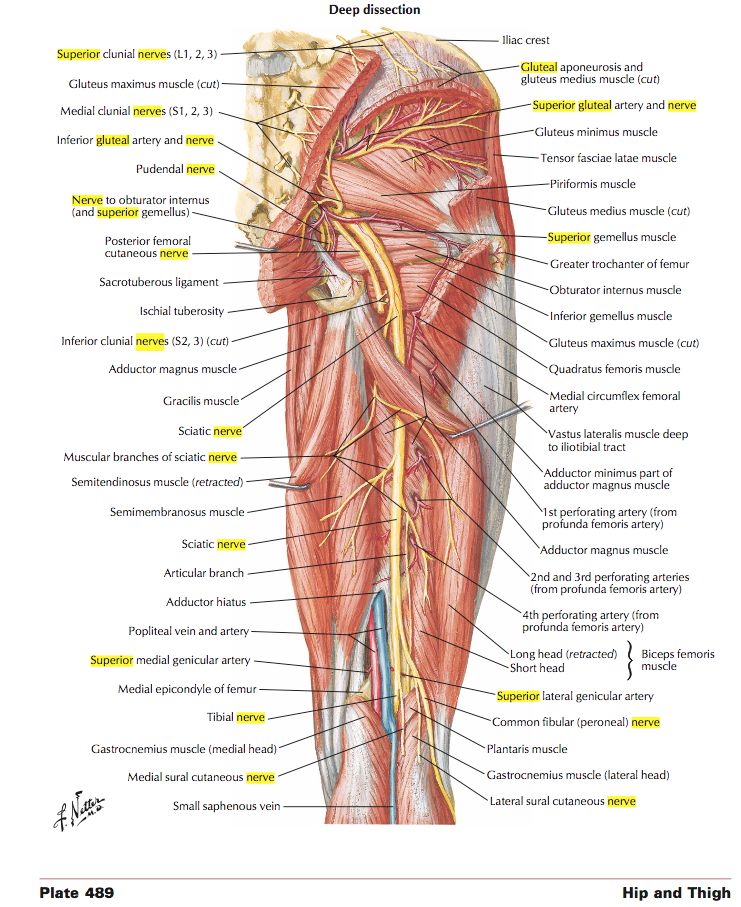 Deep dissection
Superior clunial nerves (L1, 2, 3)
Gluteus maximus muscle (cut)
Medial clunial nerves (S1, 2, 3)
Inferior gluteal artery and nerve
Pudendal nerve
Nerve to obturator internus
(and superior gemellus)
Posterior femoral
cutaneous nerve
Sacrotuberous ligament
Ischial tuberosity
Inferior clunial nerves (S2, 3) (cut)
Adductor magnus muscle
Gracilis muscle
Sciatic nerve
Muscular branches of sciatic nerve
Semitendinosus muscle (retracted)
Semimembranosus muscle
Sciatic nerve
Articular branch
Adductor hiatus
Popliteal vein and artery
Superior medial genicular artery
Medial epicondyle of femur
Tibial nerve
Gastrocnemius muscle (medial head)
Medial sural cutaneous nerve
Small saphenous vein
Iliac crest
Gluteal aponeurosis and
gluteus medius muscle (cut)
Superior gluteal artery and nerve
Gluteus minimus muscle
Tensor fasciae latae muscle
Piriformis muscle
Gluteus medius muscle (cut)
Superior gemellus muscle
Greater trochanter of femur
Obturator internus muscle
Inferior gemellus muscle
Gluteus maximus muscle (cut)
Quadratus femoris muscle
Medial circumflex femoral
artery
Vastus lateralis muscle deep
to iliotibial tract
Adductor minimus part of
adductor magnus muscle
1st perforating artery (from
profunda femoris artery)
Adductor magnus muscle
2nd and 3rd perforating arteries
(from profunda femoris artery)
4th perforating artery (from
profunda femoris artery)
Long head (retracted)
Short head
Biceps femoris
muscle
Superior lateral genicular artery
Common fibular (peroneal) nerve
Plantaris muscle
Gastrocnemius muscle (lateral head)
Lateral sural cutaneous nerve
F. Netter
M.D.
Plate 489
Hip and Thigh